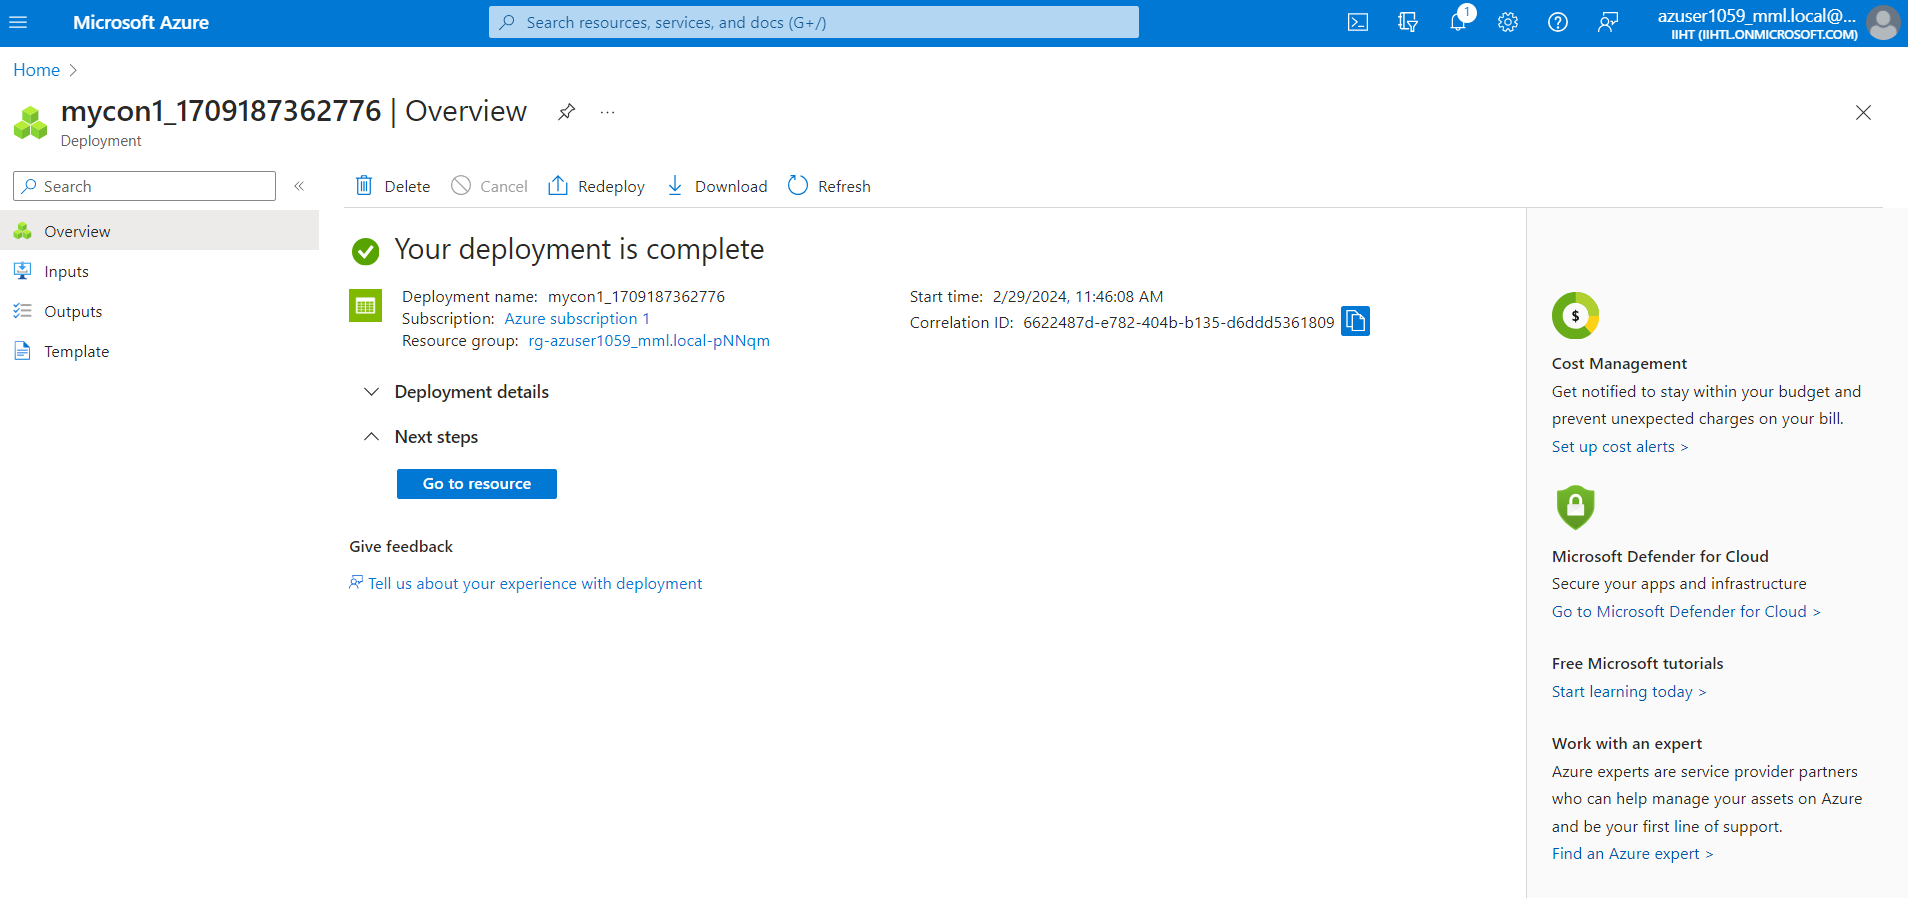 Microsoft Azure
Search resources, services, and docs (G+/)
1
azuser1059_mml.local@...
IIHT (IIHTL.ONMICROSOFT.COM)
Home
mycon1_1709187362776 | Overview
...
Deployment
Search
«
Delete
Cancel
Redeploy
Download
Refresh
Overview
Inputs
Outputs
Template
Your deployment is complete
Deployment name: mycon1_1709187362776
Subscription: Azure subscription 1
Resource group: rg-azuser1059_mml.local-pNNqm
Start time: 2/29/2024, 11:46:08 AM
Correlation ID: 6622487d-e782-404b-b135-d6ddd5361809
Deployment details
Next steps
Go to resource
Give feedback
Tell us about your experience with deployment
$
Cost Management
Get notified to stay within your budget and
prevent unexpected charges on your bill.
Set up cost alerts >
Microsoft Defender for Cloud
Secure your apps and infrastructure
Go to Microsoft Defender for Cloud >
Free Microsoft tutorials
Start learning today >
Work with an expert
Azure experts are service provider partners
who can help manage your assets on Azure
and be your first line of support.
Find an Azure expert >